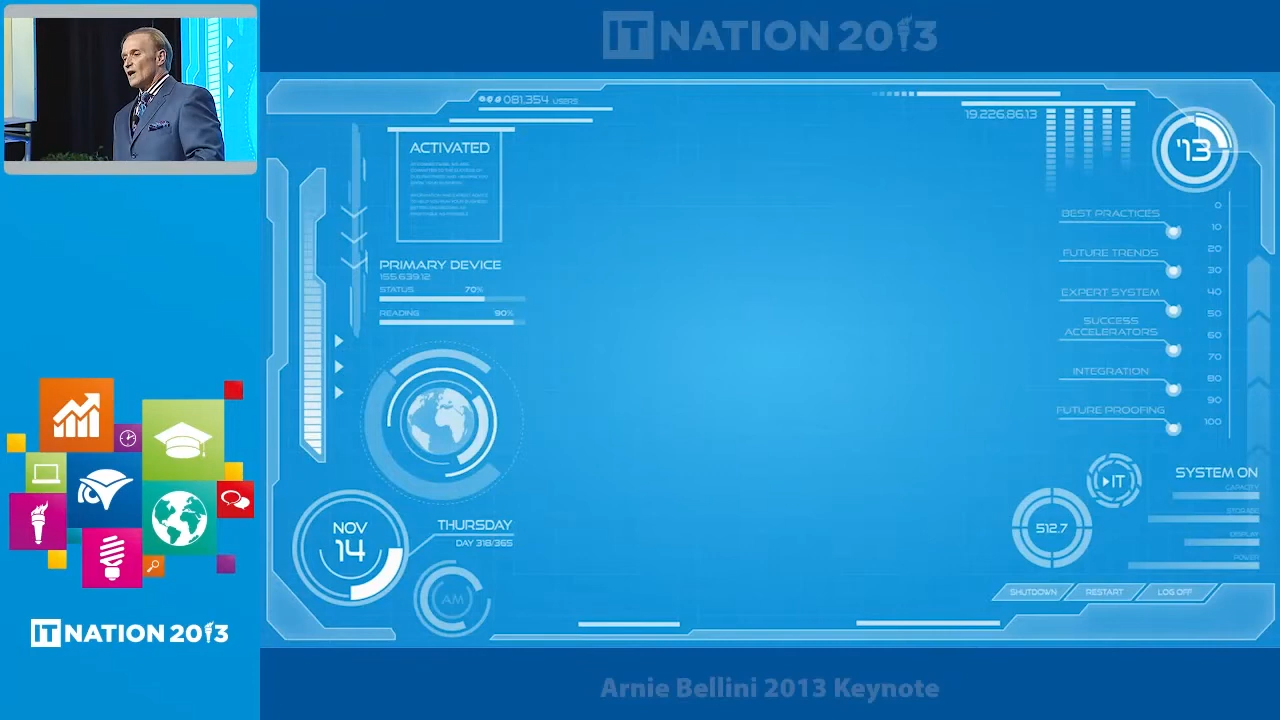 IT NATION 2013
081,354 USERS
19.226.86.13
'13
ACTIVATED
PRIMARY DEVICE
155.639.12
STATUS 70%
READING 90%
BEST PRACTICES
FUTURE TRENDS
EXPERT SYSTEM
SUCCESS
ACCELERATORS
INTEGRATION
FUTURE PROOFING
0
10
20
30
40
50
60
70
80
90
100
NOV
14
THURSDAY
DAY 318/365
AM
IT
512.7
SYSTEM ON
CAPACITY
STORAGE
DISPLAY
POWER
SHUTDOWN RESTART LOG OFF
IT NATION 2013
Arnie Bellini 2013 Keynote